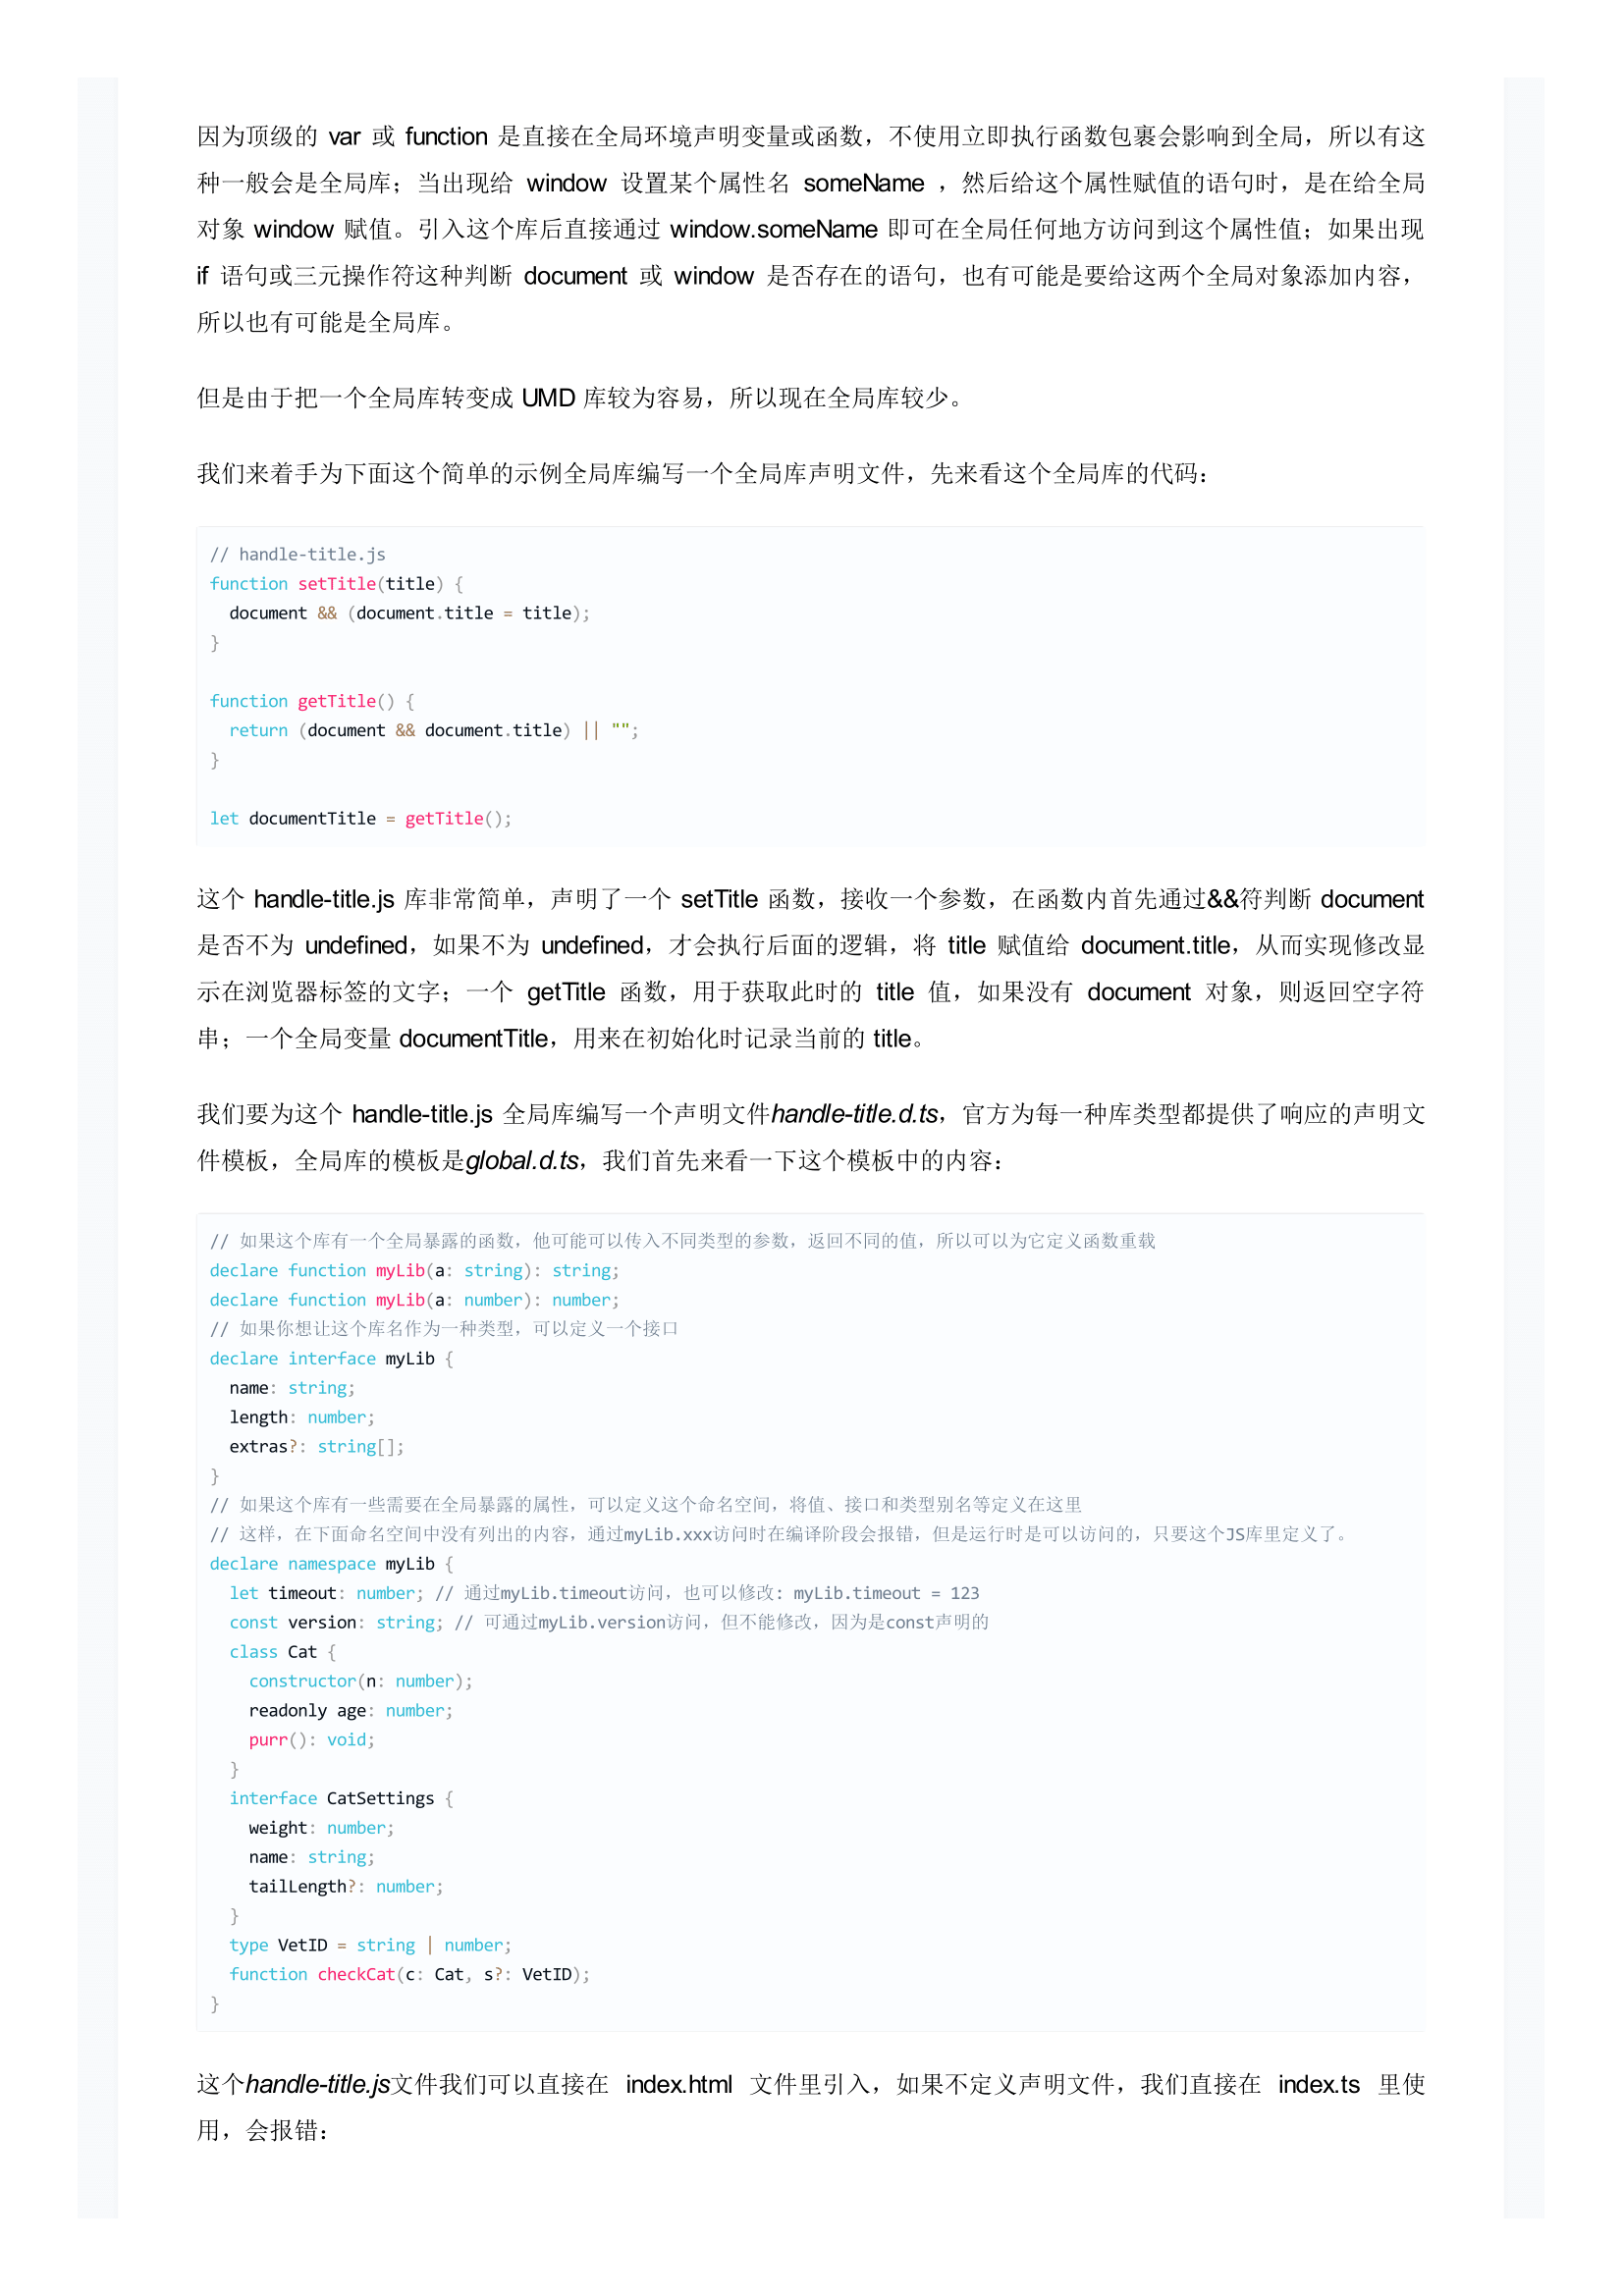 因为顶级的 var 或 function 是直接在全局环境声明变量或函数，不使用立即执行函数包裹会影响到全局，所以有这
种一般会是全局库；当出现给 window 设置某个属性名 someName ，然后给这个属性赋值的语句时，是在给全局
对象 window 赋值。引入这个库后直接通过 window.someName 即可在全局任何地方访问到这个属性值；如果出现
if 语句或三元操作符这种判断 document 或 window 是否存在的语句，也有可能是要给这两个全局对象添加内容，
所以也有可能是全局库。
但是由于把一个全局库转变成 UMD 库较为容易，所以现在全局库较少。
我们来着手为下面这个简单的示例全局库编写一个全局库声明文件，先来看这个全局库的代码：
// handle-title.js
function setTitle(title) {
  document && (document.title = title);
}
function getTitle() {
  return (document && document.title) || "";
}
let documentTitle = getTitle();
这个 handle-title.js 库非常简单，声明了一个 setTitle 函数，接收一个参数，在函数内首先通过&&符判断 document
是否不为 undefined，如果不为 undefined，才会执行后面的逻辑，将 title 赋值给 document.title，从而实现修改显
示在浏览器标签的文字；一个 getTitle 函数，用于获取此时的 title 值，如果没有 document 对象，则返回空字符
串；一个全局变量 documentTitle，用来在初始化时记录当前的 title。
我们要为这个 handle-title.js 全局库编写一个声明文件handle-title.d.ts，官方为每一种库类型都提供了响应的声明文
件模板，全局库的模板是global.d.ts，我们首先来看一下这个模板中的内容：
// 如果这个库有一个全局暴露的函数，他可能可以传入不同类型的参数，返回不同的值，所以可以为它定义函数重载
declare function myLib(a: string): string;
declare function myLib(a: number): number;
// 如果你想让这个库名作为一种类型，可以定义一个接口
declare interface myLib {
  name: string;
  length: number;
  extras?: string[];
}
// 如果这个库有一些需要在全局暴露的属性，可以定义这个命名空间，将值、接口和类型别名等定义在这里
// 这样，在下面命名空间中没有列出的内容，通过myLib.xxx访问时在编译阶段会报错，但是运行时是可以访问的，只要这个JS库里定义了。
declare namespace myLib {
  let timeout: number; // 通过myLib.timeout访问，也可以修改: myLib.timeout = 123
  const version: string; // 可通过myLib.version访问，但不能修改，因为是const声明的
  class Cat {
    constructor(n: number);
    readonly age: number;
    purr(): void;
  }
  interface CatSettings {
    weight: number;
    name: string;
    tailLength?: number;
  }
  type VetID = string | number;
  function checkCat(c: Cat, s?: VetID);
}
这个handle-title.js文件我们可以直接在 index.html 文件里引入，如果不定义声明文件，我们直接在 index.ts 里使
用，会报错：